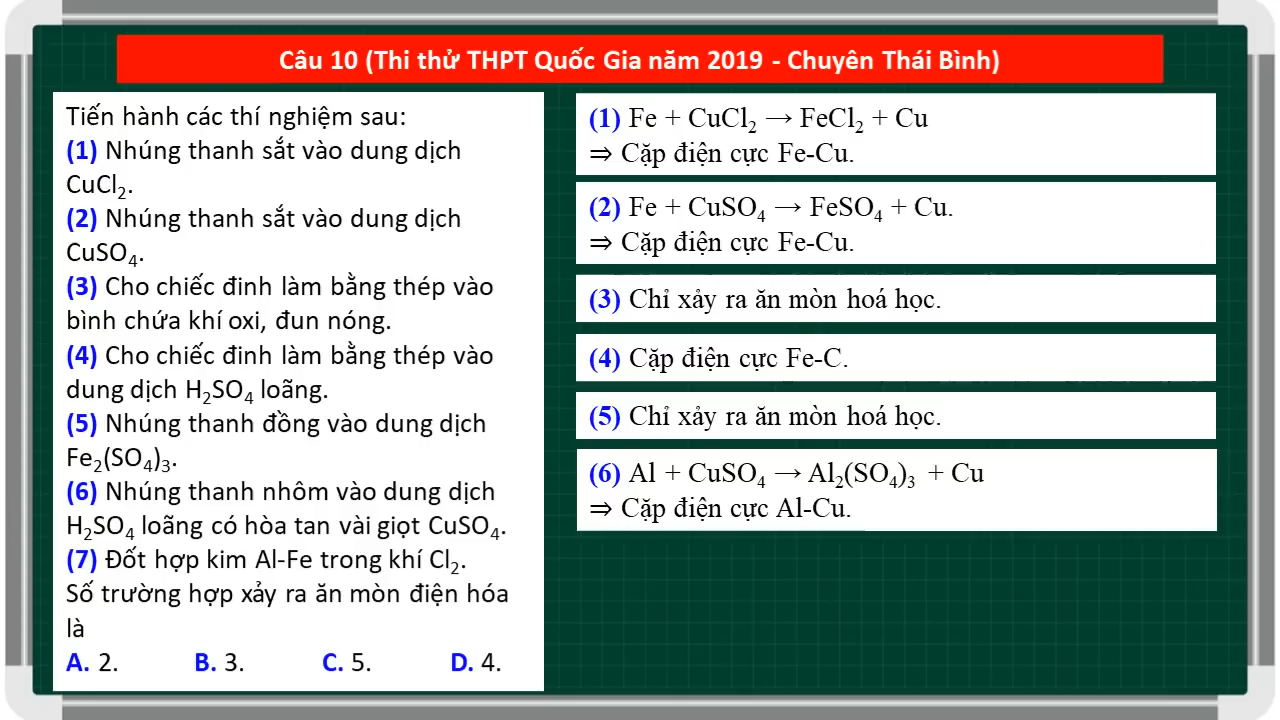 Câu 10 (Thi thử THPT Quốc Gia năm 2019 - Chuyên Thái Bình)
Tiến hành các thí nghiệm sau:
(1) Nhúng thanh sắt vào dung dịch
CuCl₂.
(2) Nhúng thanh sắt vào dung dịch
CuSO₄.
(3) Cho chiếc đinh làm bằng thép vào
bình chứa khí oxi, đun nóng.
(4) Cho chiếc đinh làm bằng thép vào
dung dịch H₂SO₄ loãng.
(5) Nhúng thanh đồng vào dung dịch
Fe₂(SO₄)₃.
(6) Nhúng thanh nhôm vào dung dịch
H₂SO₄ loãng có hòa tan vài giọt CuSO₄.
(7) Đốt hợp kim Al-Fe trong khí Cl₂.
Số trường hợp xảy ra ăn mòn điện hóa
là
A. 2. B. 3. C. 5. D. 4.
(1) Fe + CuCl₂ → FeCl₂ + Cu
⇒ Cặp điện cực Fe-Cu.
(2) Fe + CuSO₄ → FeSO₄ + Cu.
⇒ Cặp điện cực Fe-Cu.
(3) Chỉ xảy ra ăn mòn hoá học.
(4) Cặp điện cực Fe-C.
(5) Chỉ xảy ra ăn mòn hoá học.
(6) Al + CuSO₄ → Al₂(SO₄)₃ + Cu
⇒ Cặp điện cực Al-Cu.